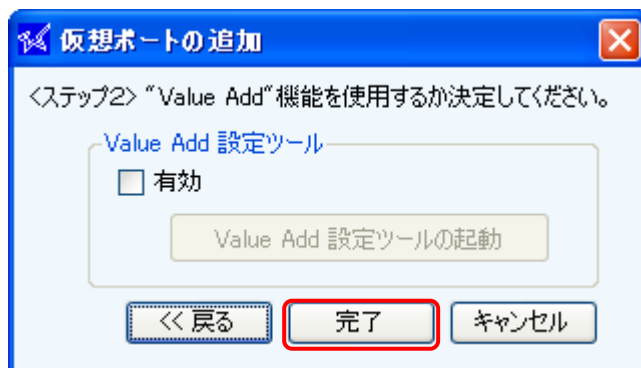 仮想ポートの追加
<ステップ2> "Value Add"機能を使用するか決定してください。
Value Add 設定ツール
有効
Value Add 設定ツールの起動
<< 戻る 完了 キャンセル